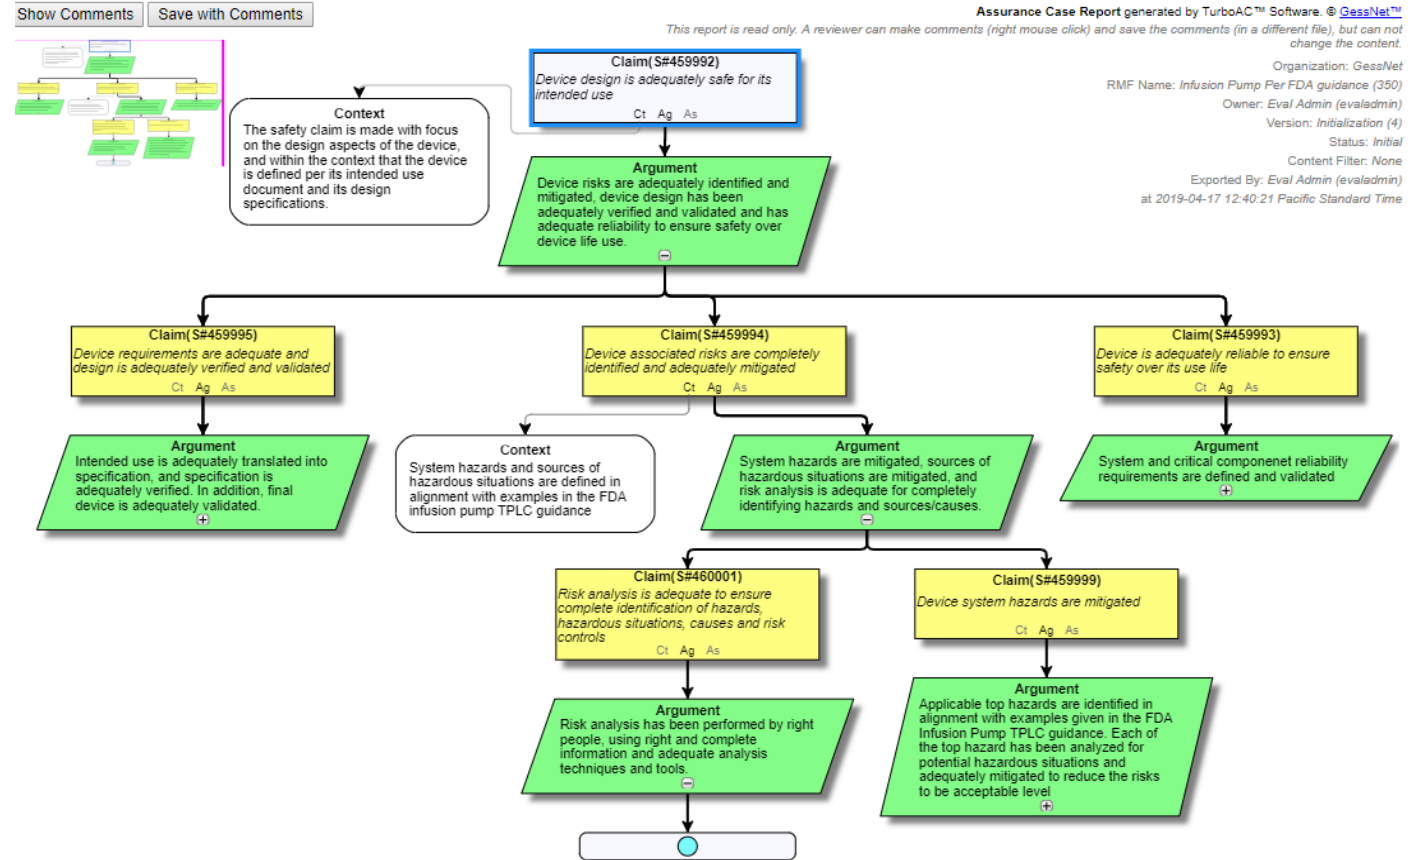 Show Comments
Save with Comments
Assurance Case Report generated by TurboAC™ Software. © GessNet™
This report is read only. A reviewer can make comments (right mouse click) and save the comments (in a different file), but can not
change the content.
Organization: GessNet
RMF Name: Infusion Pump Per FDA guidance (350)
Owner: Eval Admin (evaladmin)
Version: Initialization (4)
Status: Initial
Content Filter: None
Exported By: Eval Admin (evaladmin)
at 2019-04-17 12:40:21 Pacific Standard Time
Claim(S#459992)
Device design is adequately safe for its
intended use
Ct Ag As
Context
The safety claim is made with focus
on the design aspects of the device,
and within the context that the device
is defined per its intended use
document and its design
specifications.
Argument
Device risks are adequately identified and
mitigated, device design has been
adequately verified and validated and has
adequate reliability to ensure safety over
device life use.
Claim(S#459995)
Device requirements are adequate and
design is adequately verified and validated
Ct Ag As
Claim(S#459994)
Device associated risks are completely
identified and adequately mitigated
Ct Ag As
Claim(S#459993)
Device is adequately reliable to ensure
safety over its use life
Ct Ag As
Argument
Intended use is adequately translated into
specification, and specification is
adequately verified. In addition, final
device is adequately validated.
Context
System hazards and sources of
hazardous situations are defined in
alignment with examples in the FDA
infusion pump TPLC guidance
Argument
System hazards are mitigated, sources of
hazardous situations are mitigated, and
risk analysis is adequate for completely
identifying hazards and sources/causes.
Argument
System and critical componenet reliability
requirements are defined and validated
Claim(S#460001)
Risk analysis is adequate to ensure
complete identification of hazards,
hazardous situations, causes and risk
controls
Ct Ag As
Claim(S#459999)
Device system hazards are mitigated
Ct Ag As
Argument
Risk analysis has been performed by right
people, using right and complete
information and adequate analysis
techniques and tools.
Argument
Applicable top hazards are identified in
alignment with examples given in the FDA
Infusion Pump TPLC guidance. Each of
the top hazard has been analyzed for
potential hazardous situations and
adequately mitigated to reduce the risks
to be acceptable level